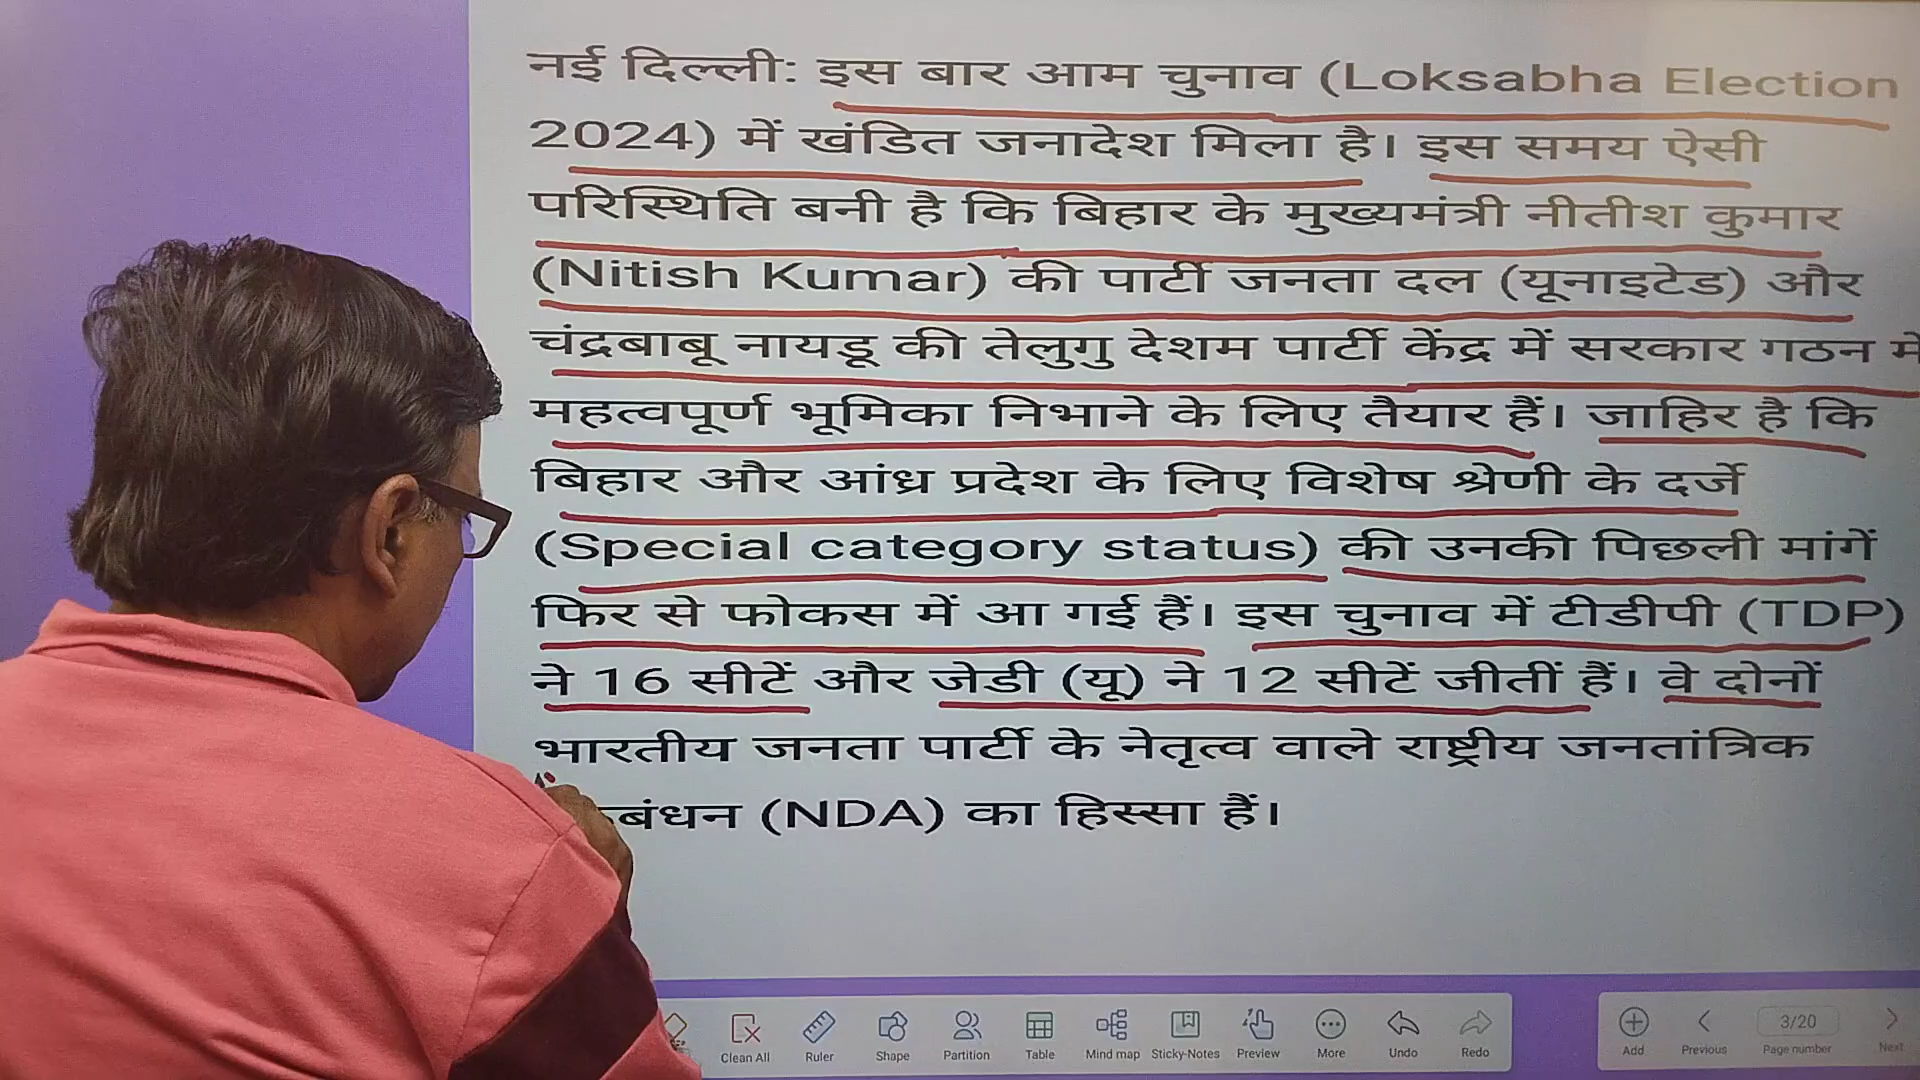 नई दिल्ली: इस बार आम चुनाव (Loksabha Election
2024) में खंडित जनादेश मिला है। इस समय ऐसी
परिस्थिति बनी है कि बिहार के मुख्यमंत्री नीतीश कुमार
(Nitish Kumar) की पार्टी जनता दल (यूनाइटेड) और
चंद्रबाबू नायडू की तेलुगु देशम पार्टी केंद्र में सरकार गठन में
महत्वपूर्ण भूमिका निभाने के लिए तैयार हैं। जाहिर है कि
बिहार और आंध्र प्रदेश के लिए विशेष श्रेणी के दर्जे
(Special category status) की उनकी पिछली मांगें
फिर से फोकस में आ गई हैं। इस चुनाव में टीडीपी (TDP)
ने 16 सीटें और जेडी (यू) ने 12 सीटें जीतीं हैं। वे दोनों
भारतीय जनता पार्टी के नेतृत्व वाले राष्ट्रीय जनतांत्रिक
बंधन (NDA) का हिस्सा हैं।
Clean All Ruler Shape Partition Table Mind map Sticky-Notes Preview More Undo Redo
3/20
Add Previous Page number Next